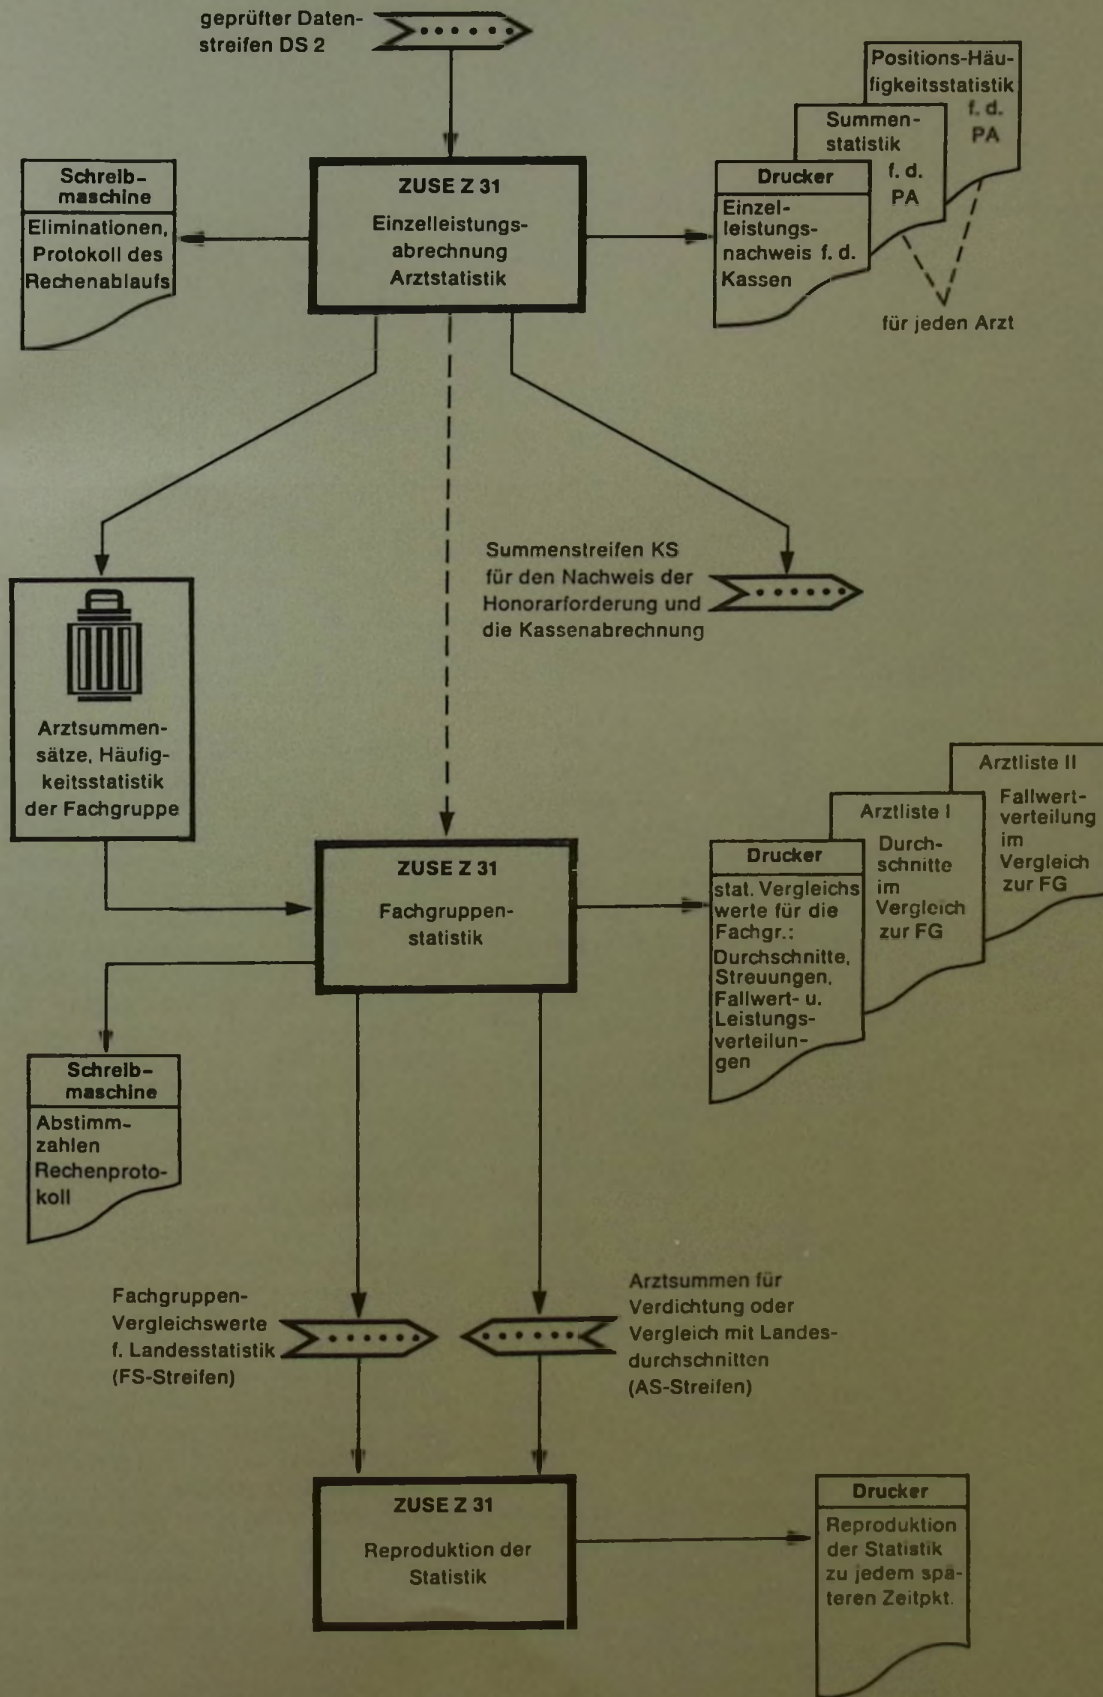 geprüfter Daten-
streifen DS 2
Positions-Häu-
figkeitsstatistik
f. d.
PA
Summen-
statistik
f. d.
PA
Drucker
Einzel-
leistungs-
nachweis f. d.
Kassen
für jeden Arzt
Schreib-
maschine
Eliminationen,
Protokoll des
Rechenablaufs
ZUSE Z 31
Einzelleistungs-
abrechnung
Arztstatistik
Summenstreifen KS
für den Nachweis der
Honorarforderung und
die Kassenabrechnung
Arztsummen-
sätze, Häufig-
keitsstatistik
der Fachgruppe
ZUSE Z 31
Fachgruppen-
statistik
Drucker
stat. Vergleichs
werte für die
Fachgr.:
Durchschnitte,
Streuungen,
Fallwert- u.
Leistungs-
verteilun-
gen
Arztliste I
Durch-
schnitte
im
Vergleich
zur FG
Arztliste II
Fallwert-
verteilung
im
Vergleich
zur FG
Schreib-
maschine
Abstimm-
zahlen
Rechenproto-
koll
Fachgruppen-
Vergleichswerte
f. Landesstatistik
(FS-Streifen)
Arztsummen für
Verdichtung oder
Vergleich mit Landes-
durchschnitten
(AS-Streifen)
ZUSE Z 31
Reproduktion der
Statistik
Drucker
Reproduktion
der Statistik
zu jedem spä-
teren Zeitpkt.